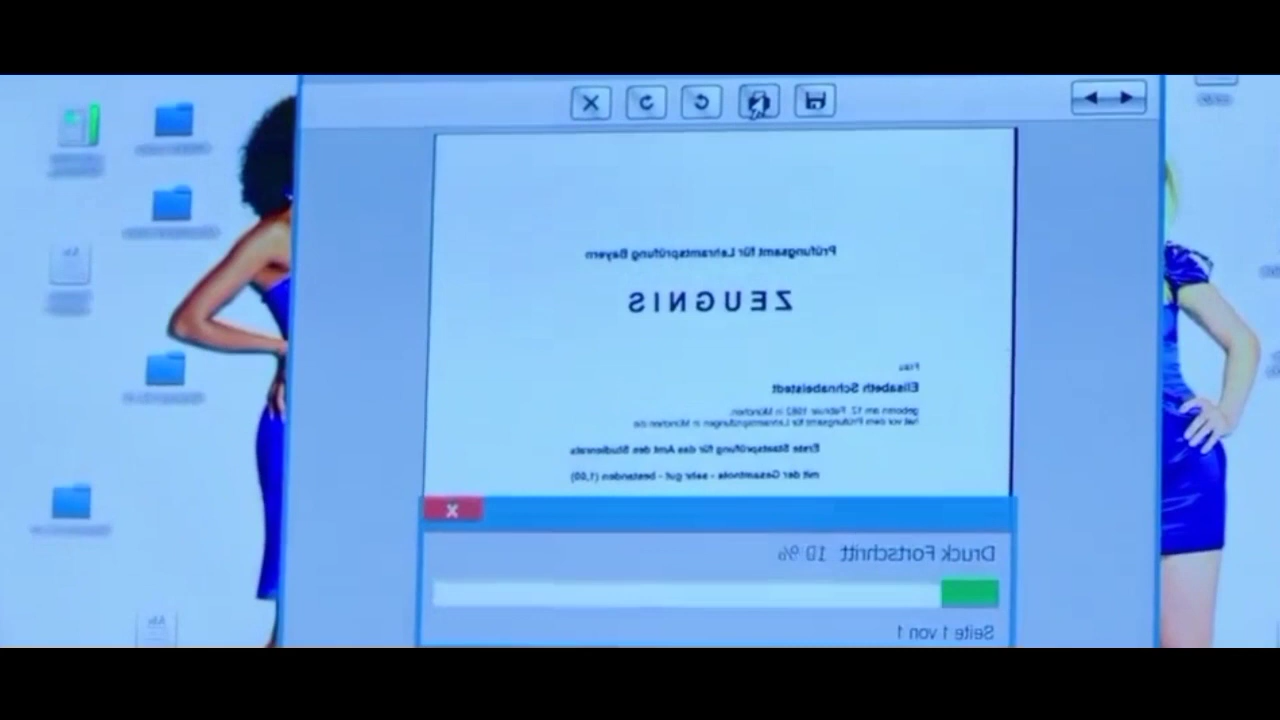 Prüfungsamt für Lehramtsprüfung Bayern
ZEUGNIS
Frau
Elisabeth Schnabelstedt
geboren am 12. Februar 1982 in München,
hat vor dem Prüfungsamt für Lehramtsprüfungen in München die
Erste Staatsprüfung für das Amt des Studienrats
mit der Gesamtnote - sehr gut - bestanden (1,00)
X
Druck Fortschritt 10 %
Seite 1 von 1